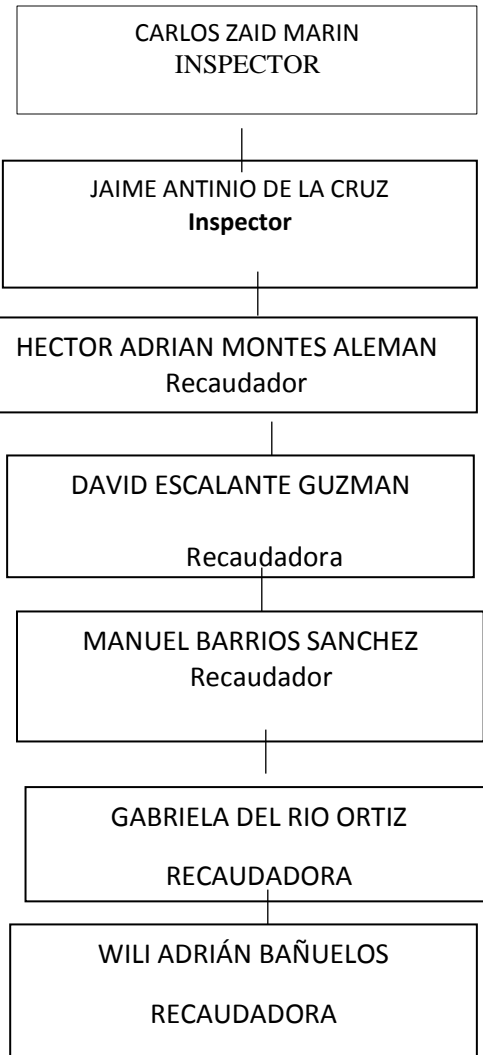 CARLOS ZAID MARIN
INSPECTOR
JAIME ANTINIO DE LA CRUZ
Inspector
HECTOR ADRIAN MONTES ALEMAN
Recaudador
DAVID ESCALANTE GUZMAN
Recaudadora
MANUEL BARRIOS SANCHEZ
Recaudador
GABRIELA DEL RIO ORTIZ
RECAUDADORA
WILI ADRIÁN BAÑUELOS
RECAUDADORA